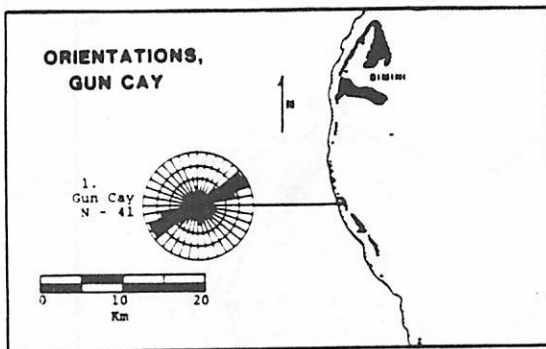 ORIENTATIONS,
GUN CAY
BIMINI
N
1.
Gun Cay
N - 41
0 10 20
Km